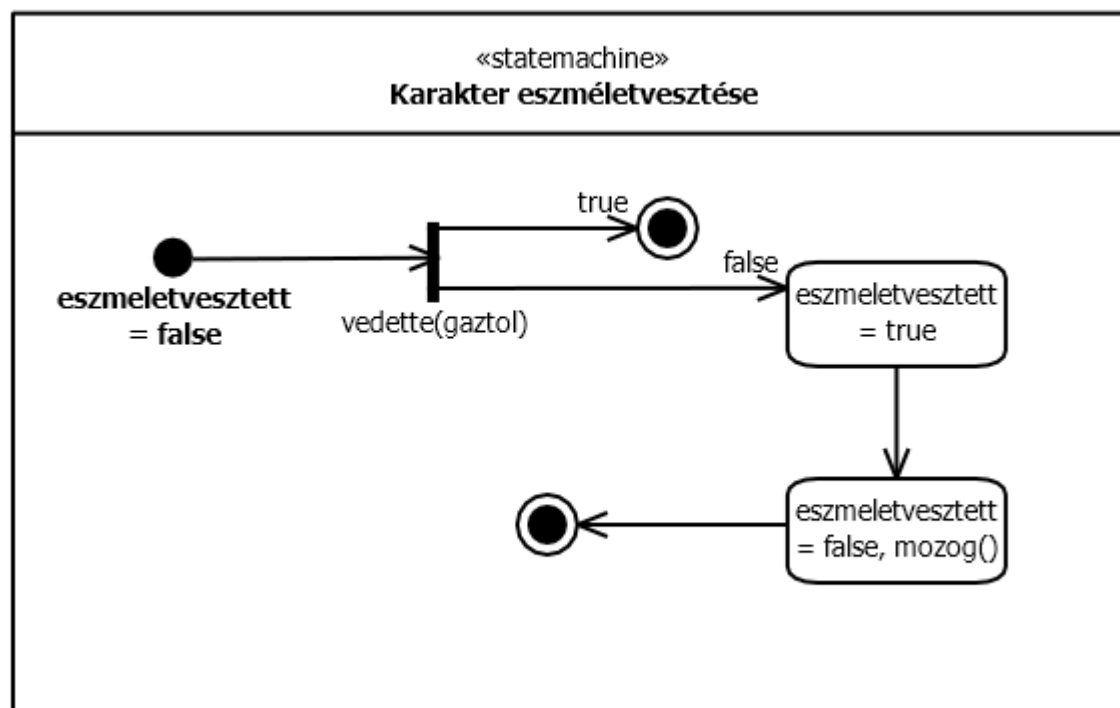 «statemachine»
Karakter eszméletvesztése
true
false
eszmeletvesztett
= false
vedette(gaztol)
eszmeletvesztett
= true
eszmeletvesztett
= false, mozog()